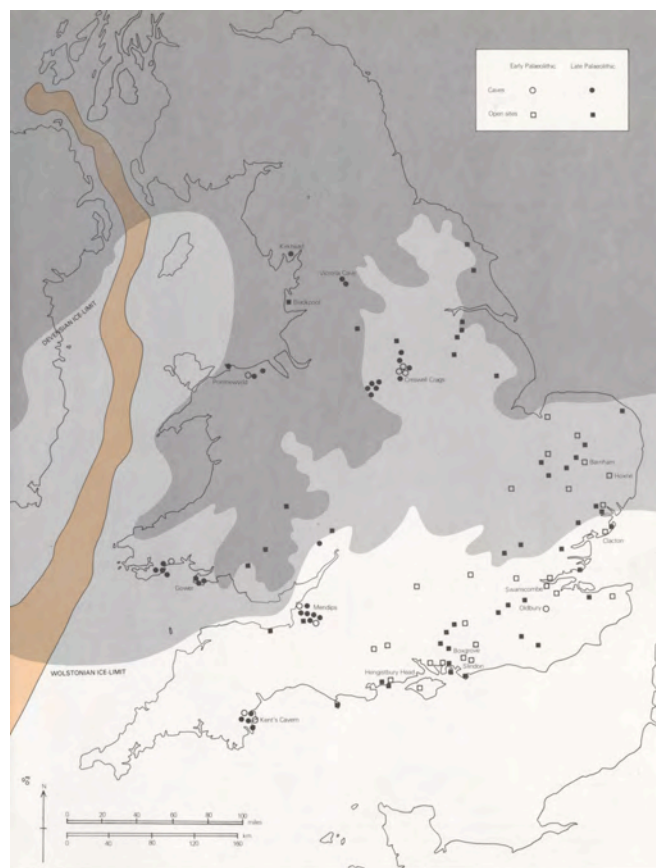 Early Palaeolithic
Late Palaeolithic
Caves
Open sites
Kirkhead
Victoria Cave
DEVENSIAN ICE-LIMIT
Creswell Crags
Barnham
Hoxne
Clacton
Gower
Mendips
Swanscombe
Oldbury
Boxgrove
Slindon
WOLSTONIAN ICE-LIMIT
Hengistbury Head
Kent's Cavern
N
0 20 40 60 80 100
miles
0 40 80 120 160
km